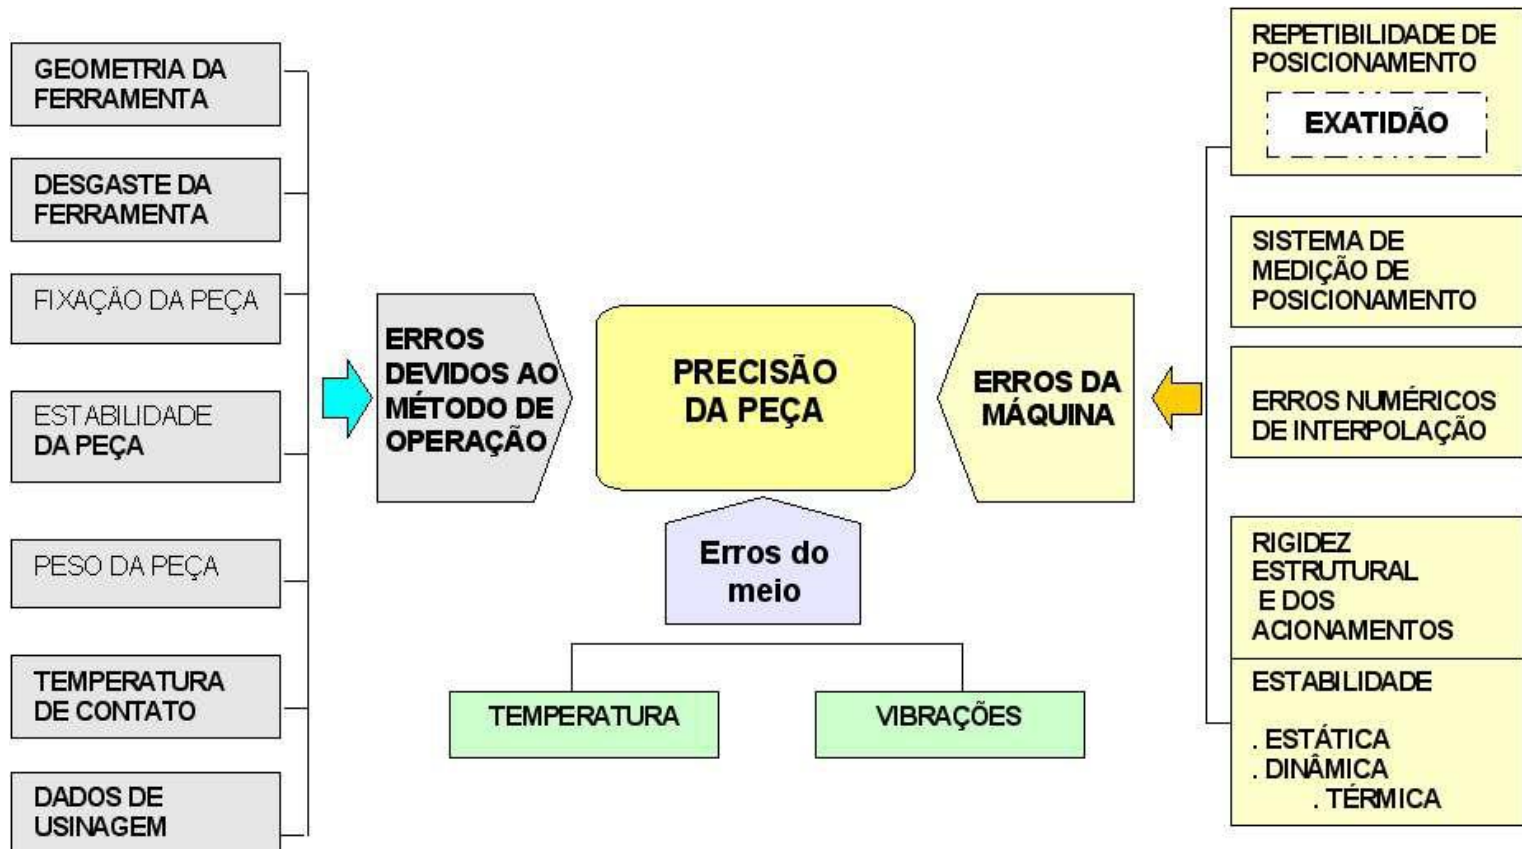 GEOMETRIA DA
FERRAMENTA
DESGASTE DA
FERRAMENTA
FIXAÇÃO DA PEÇA
ESTABILIDADE
DA PEÇA
PESO DA PEÇA
TEMPERATURA
DE CONTATO
DADOS DE
USINAGEM
ERROS
DEVIDOS AO
MÉTODO DE
OPERAÇÃO
PRECISÃO
DA PEÇA
Erros do
meio
TEMPERATURA
VIBRAÇÕES
ERROS DA
MÁQUINA
REPETIBILIDADE DE
POSICIONAMENTO
EXATIDÃO
SISTEMA DE
MEDIÇÃO DE
POSICIONAMENTO
ERROS NUMÉRICOS
DE INTERPOLAÇÃO
RIGIDEZ
ESTRUTURAL
E DOS
ACIONAMENTOS
ESTABILIDADE
. ESTÁTICA
. DINÂMICA
. TÉRMICA